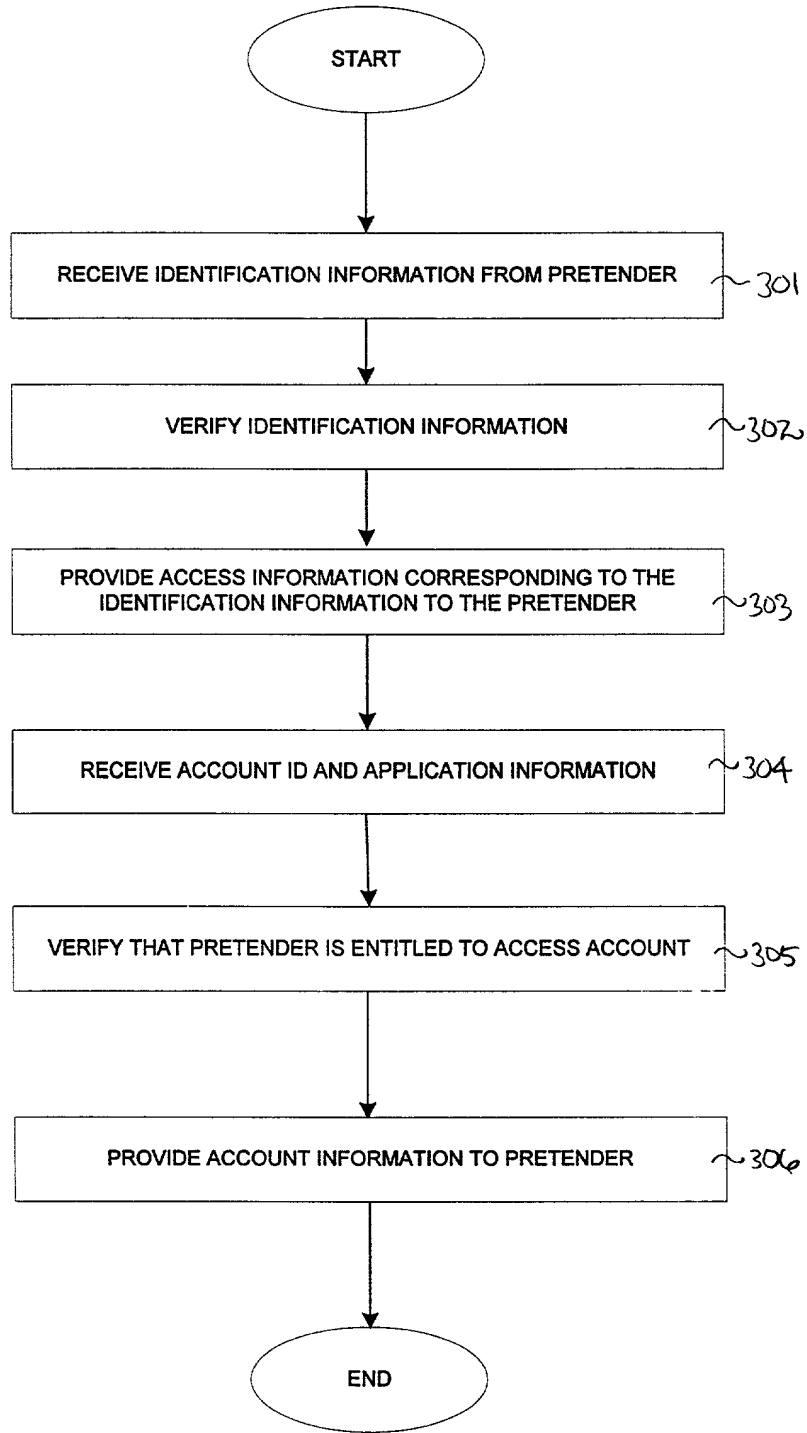 START
RECEIVE IDENTIFICATION INFORMATION FROM PRETENDER
301
VERIFY IDENTIFICATION INFORMATION
302
PROVIDE ACCESS INFORMATION CORRESPONDING TO THE
IDENTIFICATION INFORMATION TO THE PRETENDER
303
RECEIVE ACCOUNT ID AND APPLICATION INFORMATION
304
VERIFY THAT PRETENDER IS ENTITLED TO ACCESS ACCOUNT
305
PROVIDE ACCOUNT INFORMATION TO PRETENDER
306
END